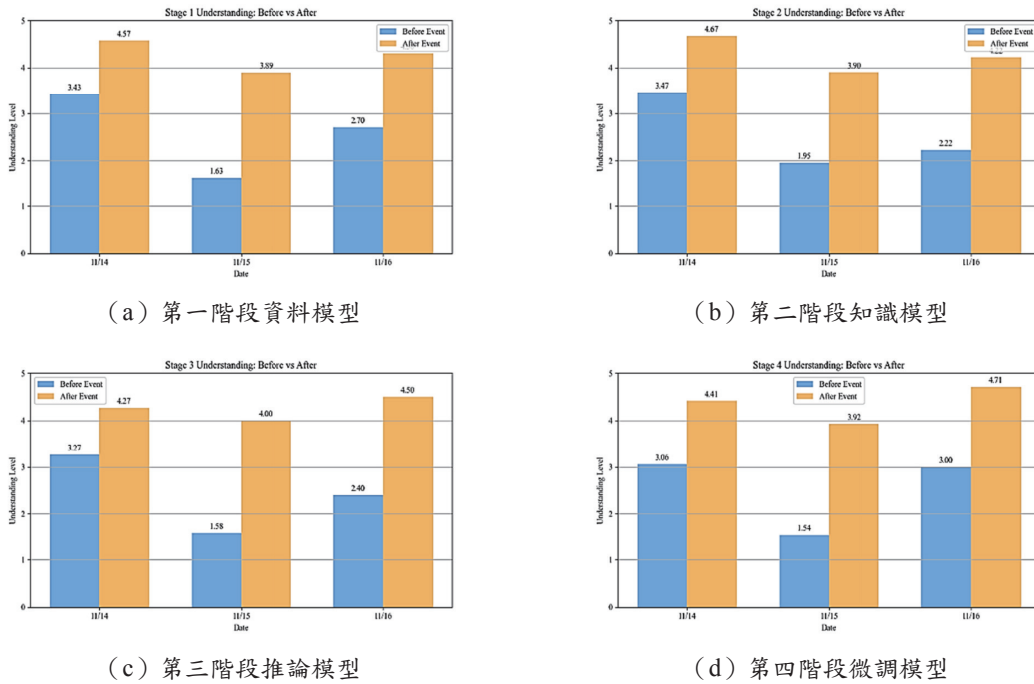 Stage 1 Understanding: Before vs After
Before Event
After Event
Understanding Level
5
4
3
2
1
0
3.43
4.57
1.63
3.89
2.70
11/14
11/15
11/16
Date
(a)第一階段資料模型
Stage 2 Understanding: Before vs After
Before Event
After Event
Understanding Level
5
4
3
2
1
0
3.47
4.67
1.95
3.90
2.22
4.22
11/14
11/15
11/16
Date
(b)第二階段知識模型
Stage 3 Understanding: Before vs After
Before Event
After Event
Understanding Level
5
4
3
2
1
0
3.27
4.27
1.58
4.00
2.40
4.50
11/14
11/15
11/16
Date
(c)第三階段推論模型
Stage 4 Understanding: Before vs After
Before Event
After Event
Understanding Level
5
4
3
2
1
0
3.06
4.41
1.54
3.92
3.00
4.71
11/14
11/15
11/16
Date
(d)第四階段微調模型